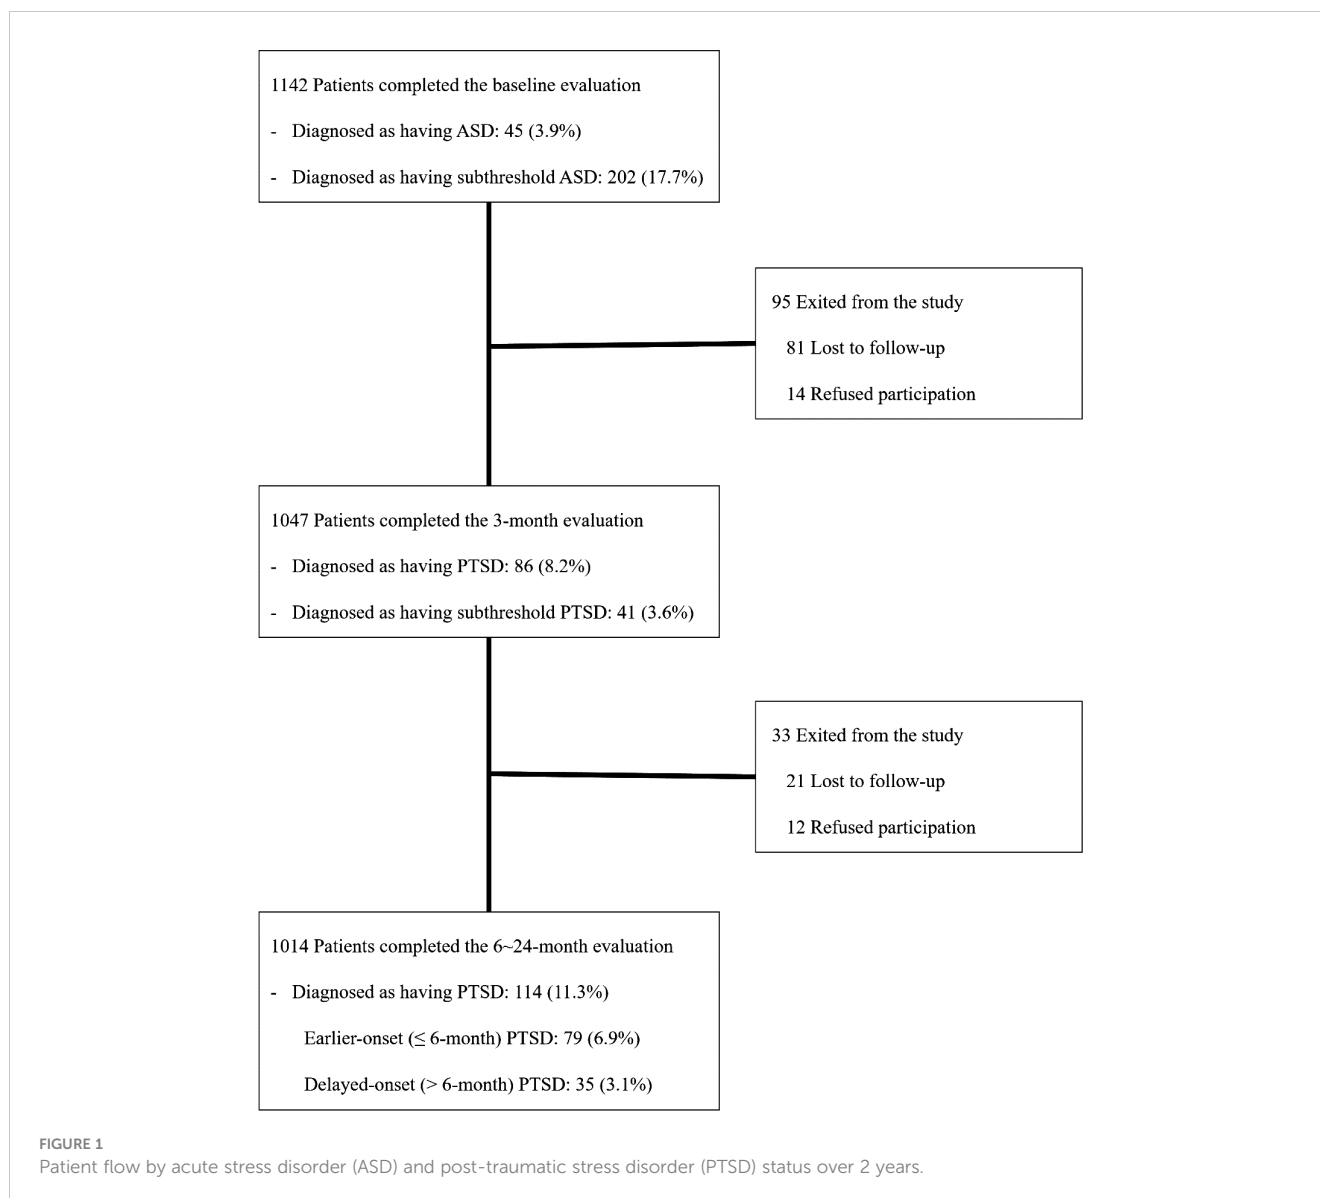 1142 Patients completed the baseline evaluation
- Diagnosed as having ASD: 45 (3.9%)
- Diagnosed as having subthreshold ASD: 202 (17.7%)
95 Exited from the study
81 Lost to follow-up
14 Refused participation
1047 Patients completed the 3-month evaluation
- Diagnosed as having PTSD: 86 (8.2%)
- Diagnosed as having subthreshold PTSD: 41 (3.6%)
33 Exited from the study
21 Lost to follow-up
12 Refused participation
1014 Patients completed the 6~24-month evaluation
- Diagnosed as having PTSD: 114 (11.3%)
Earlier-onset (≤ 6-month) PTSD: 79 (6.9%)
Delayed-onset (> 6-month) PTSD: 35 (3.1%)
FIGURE 1
Patient flow by acute stress disorder (ASD) and post-traumatic stress disorder (PTSD) status over 2 years.